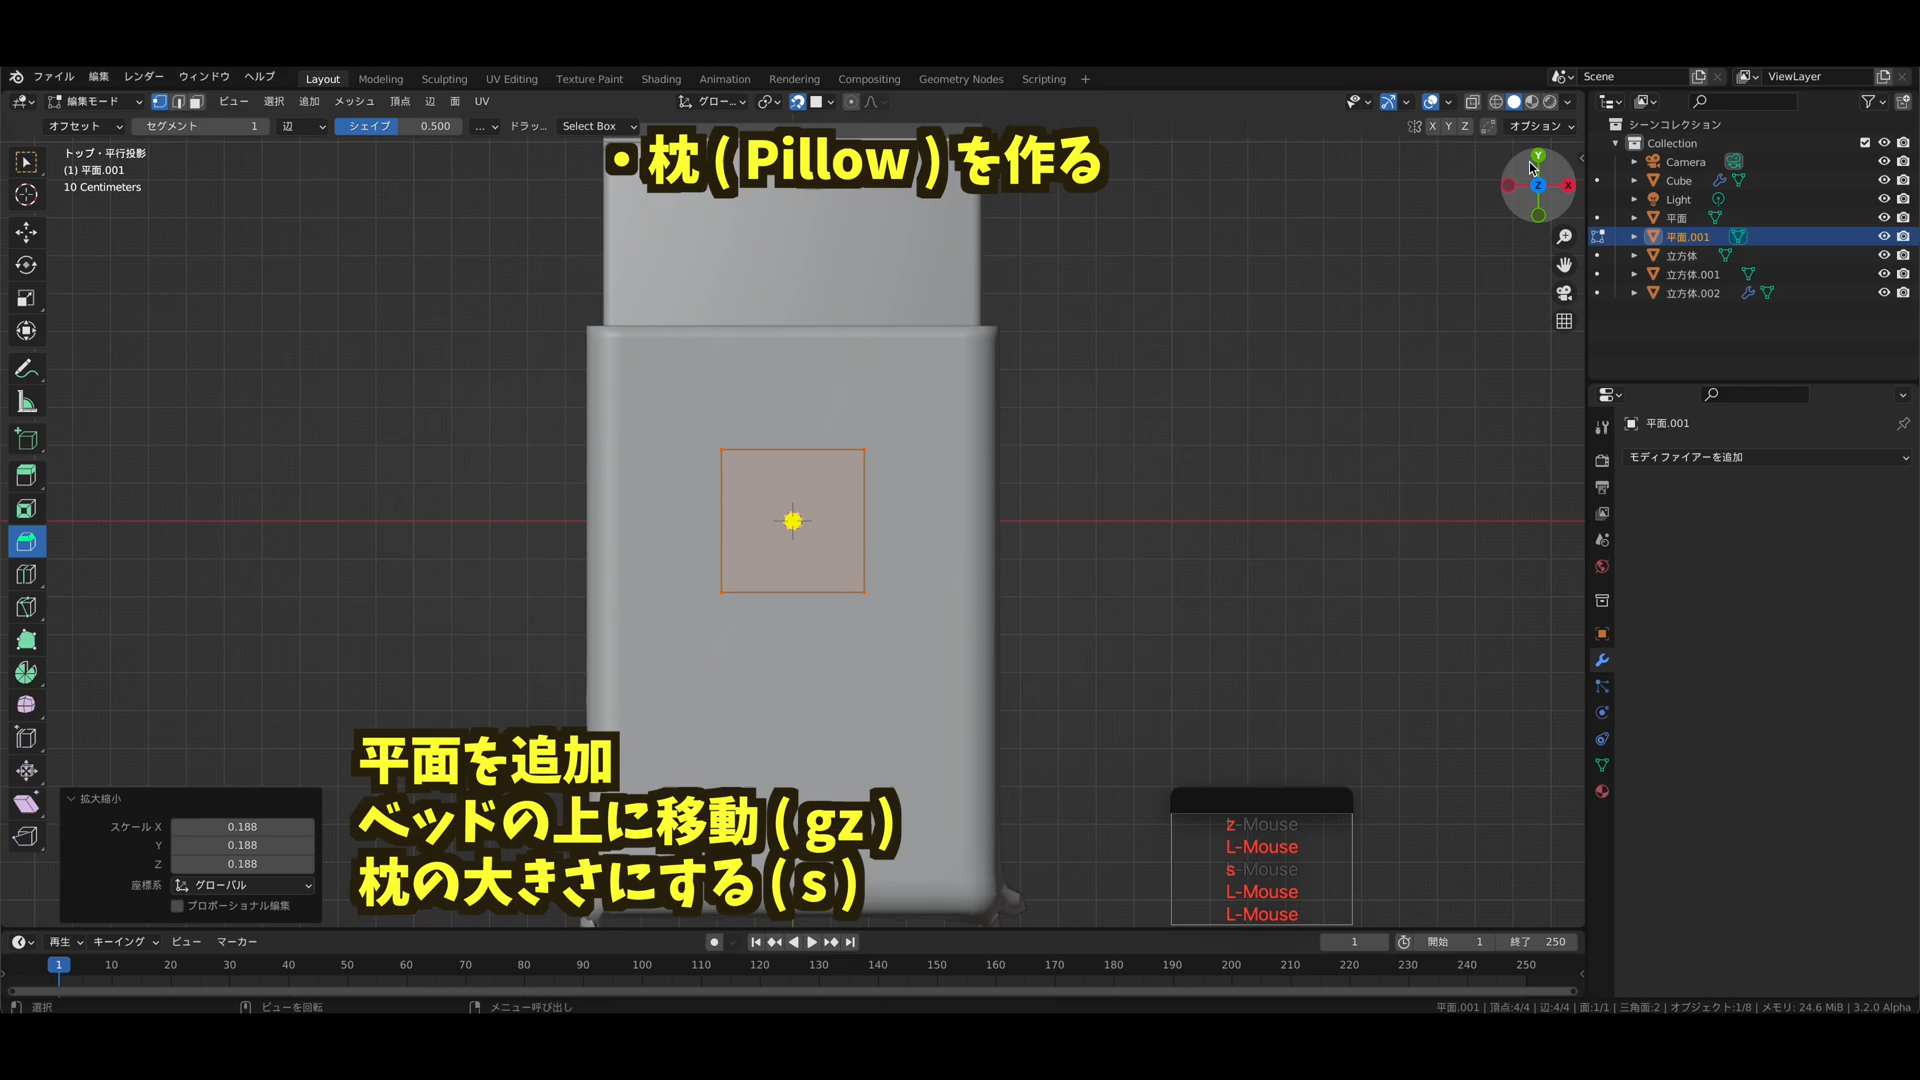 ファイル 編集 レンダー ウィンドウ ヘルプ Layout Modeling Sculpting UV Editing Texture Paint Shading Animation Rendering Compositing Geometry Nodes Scripting + Scene ViewLayer
編集モード ビュー 選択 追加 メッシュ 頂点 辺 面 UV グロー...
オフセット セグメント 1 辺 シェイプ 0.500 ... ドラッ... Select Box X Y Z オプション
トップ・平行投影
(1) 平面.001
10 Centimeters
•枕(Pillow)を作る
Y
Z
X
シーンコレクション
Collection
Camera
Cube
Light
平面
平面.001
立方体
立方体.001
立方体.002
平面.001
モディファイアーを追加
平面を追加
ベッドの上に移動(gz)
枕の大きさにする(s)
拡大縮小
スケール X 0.188
Y 0.188
Z 0.188
座標系 グローバル
プロポーショナル編集
z-Mouse
L-Mouse
s-Mouse
L-Mouse
L-Mouse
再生 キーイング ビュー マーカー 1 開始 1 終了 250
1 10 20 30 40 50 60 70 80 90 100 110 120 130 140 150 160 170 180 190 200 210 220 230 240 250
選択 ビューを回転 メニュー呼び出し 平面.001 | 頂点:4/4 | 辺:4/4 | 面:1/1 | 三角面:2 | オブジェクト:1/8 | メモリ: 24.6 MiB | 3.2.0 Alpha